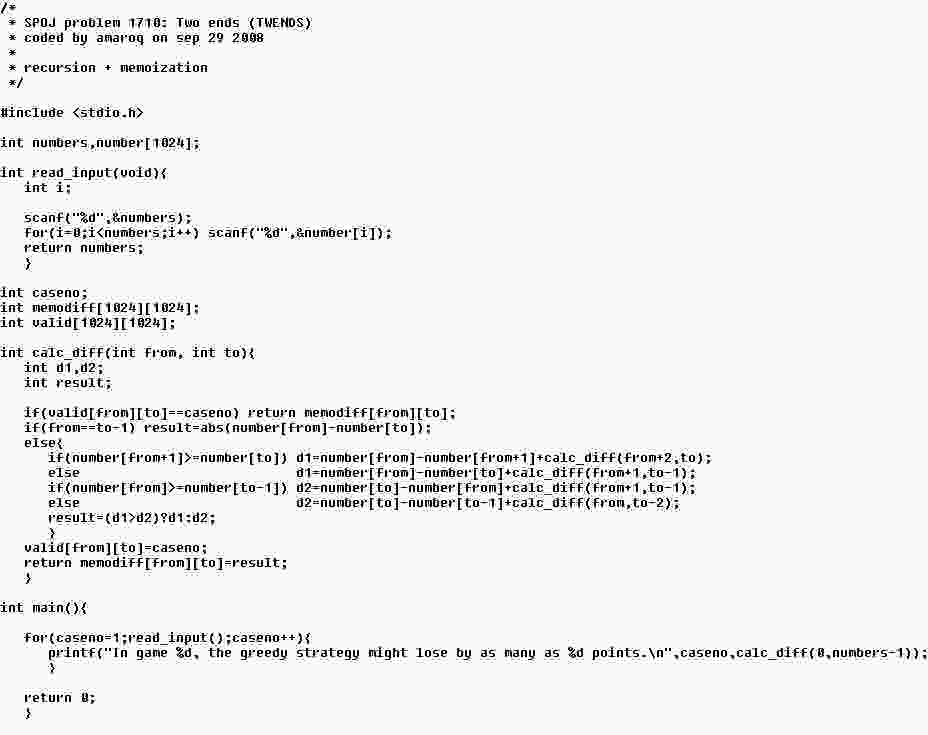 /*
 * SPOJ problem 1710: Two ends (TWENDS)
 * coded by amaroq on sep 29 2008
 *
 * recursion + memoization
 */

#include <stdio.h>

int numbers,number[1024];

int read_input(void){
   int i;

   scanf("%d",&numbers);
   for(i=0;i<numbers;i++) scanf("%d",&number[i]);
   return numbers;
   }

int caseno;
int memodiff[1024][1024];
int valid[1024][1024];

int calc_diff(int from, int to){
   int d1,d2;
   int result;

   if(valid[from][to]==caseno) return memodiff[from][to];
   if(from==to-1) result=abs(number[from]-number[to]);
   else{
      if(number[from+1]>=number[to]) d1=number[from]-number[from+1]+calc_diff(from+2,to);
      else                           d1=number[from]-number[to]+calc_diff(from+1,to-1);
      if(number[from]>=number[to-1]) d2=number[to]-number[from]+calc_diff(from+1,to-1);
      else                           d2=number[to]-number[to-1]+calc_diff(from,to-2);
      result=(d1>d2)?d1:d2;
      }
   valid[from][to]=caseno;
   return memodiff[from][to]=result;
   }

int main(){

   for(caseno=1;read_input();caseno++){
      printf("In game %d, the greedy strategy might lose by as many as %d points.\n",caseno,calc_diff(0,numbers-1));
      }

   return 0;
   }